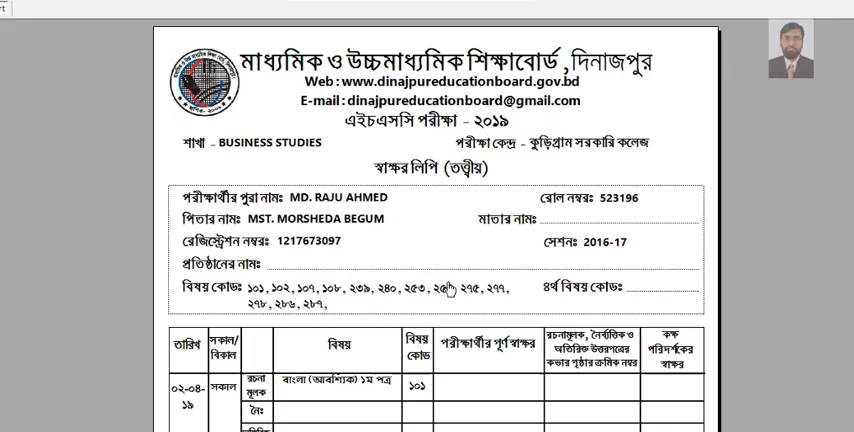 rt
মাধ্যমিক ও উচ্চমাধ্যমিক শিক্ষাবোর্ড ,দিনাজপুর
Web : www.dinajpureducationboard.gov.bd
E-mail : dinajpureducationboard@gmail.com
এইচএসসি পরীক্ষা - ২০১৯
শাখা - BUSINESS STUDIES পরীক্ষা কেন্দ্র - কুড়িগ্রাম সরকারি কলেজ
স্বাক্ষর লিপি (তত্ত্বীয়)
পরীক্ষার্থীর পুরা নামঃ MD. RAJU AHMED রোল নম্বরঃ 523196
পিতার নামঃ MST. MORSHEDA BEGUM মাতার নামঃ
রেজিস্ট্রেশন নম্বরঃ 1217673097 সেশনঃ 2016-17
প্রতিষ্ঠানের নামঃ
বিষয় কোডঃ ১০১, ১০২, ১০৭, ১০৮, ২৩৯, ২৪০, ২৫৩, ২৭৫, ২৭৭, ৪র্থ বিষয় কোডঃ
২৭৮, ২৮৬, ২৮৭,
তারিখ সকাল/বিকাল বিষয় বিষয় কোড পরীক্ষার্থীর পূর্ণ স্বাক্ষর রচনামূলক, নৈর্ব্যত্তিক ও অতিরিক্ত উত্তরপত্রের কভার পৃষ্ঠার ক্রমিক নম্বর কক্ষ পরিদর্শকের স্বাক্ষর
০২-০৪-১৯ সকাল রচনা মূলক বাংলা (আবশ্যিক) ১ম পত্র ১০১
নৈঃ